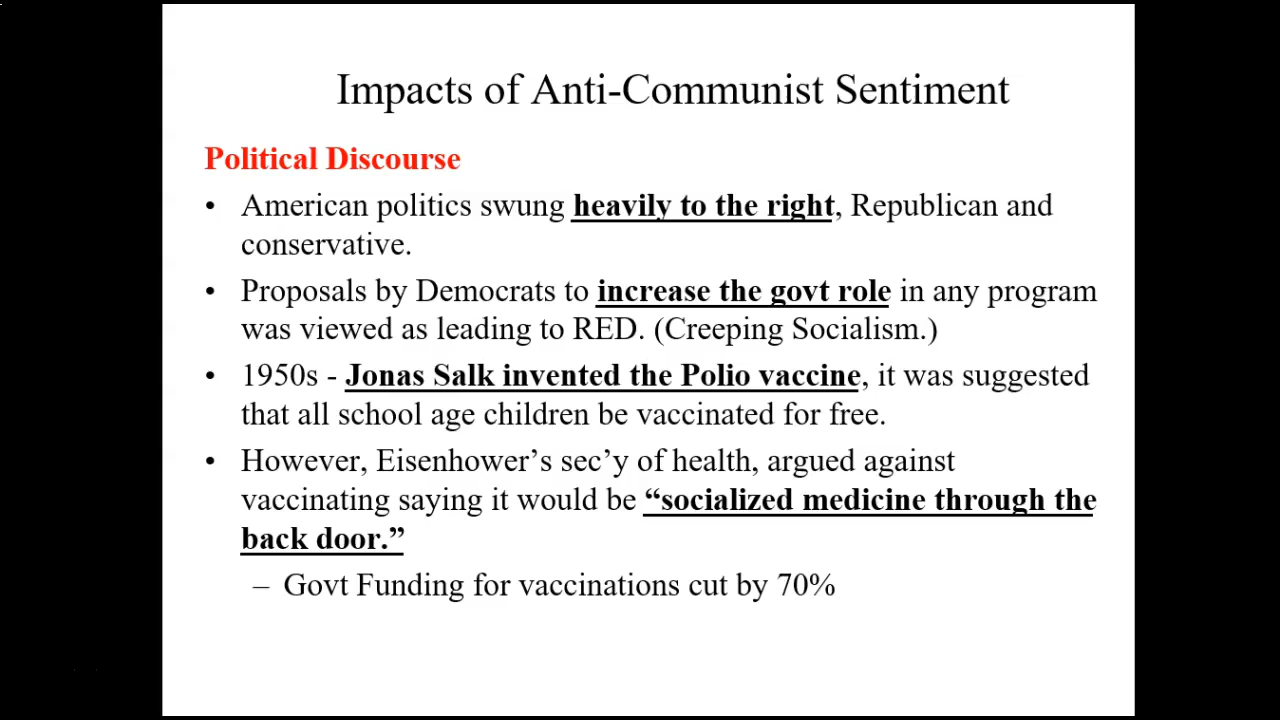 Impacts of Anti-Communist Sentiment
Political Discourse
• American politics swung heavily to the right, Republican and
conservative.
• Proposals by Democrats to increase the govt role in any program
was viewed as leading to RED. (Creeping Socialism.)
• 1950s - Jonas Salk invented the Polio vaccine, it was suggested
that all school age children be vaccinated for free.
• However, Eisenhower’s sec’y of health, argued against
vaccinating saying it would be “socialized medicine through the
back door.”
– Govt Funding for vaccinations cut by 70%